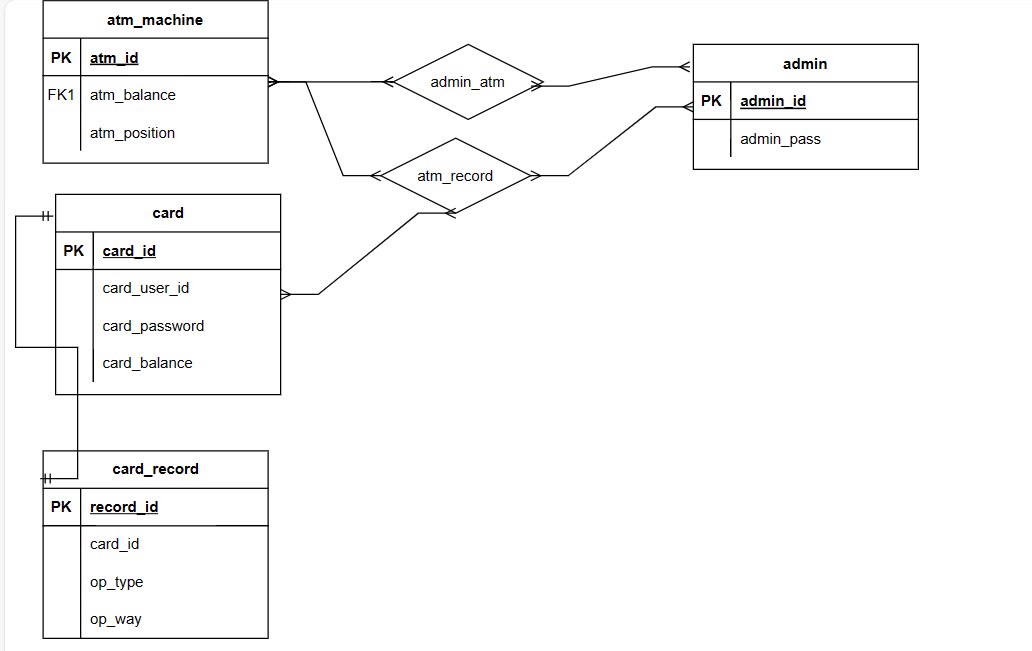 atm_machine
PK atm_id
FK1 atm_balance
atm_position
admin_atm
admin
PK admin_id
admin_pass
atm_record
card
PK card_id
card_user_id
card_password
card_balance
card_record
PK record_id
card_id
op_type
op_way